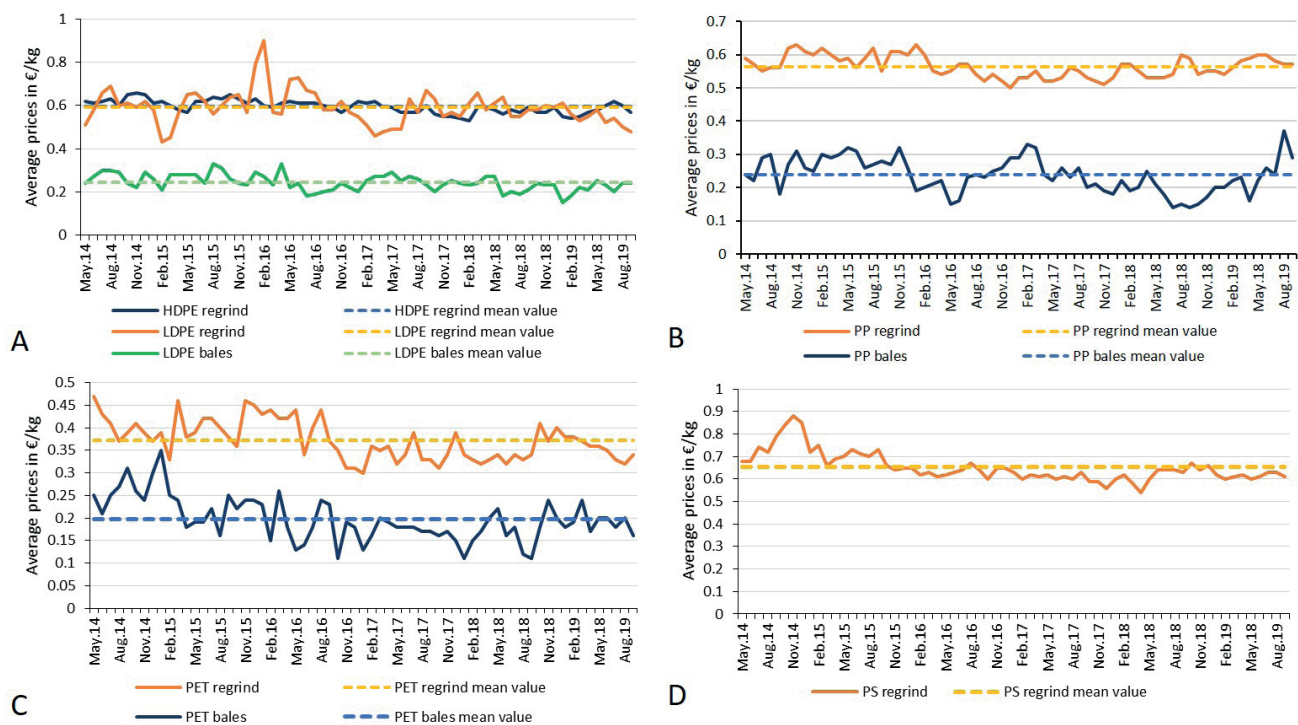 A
Average prices in €/kg
1
0.8
0.6
0.4
0.2
0
May.14 Aug.14 Nov.14 Feb.15 May.15 Aug.15 Nov.15 Feb.16 May.16 Aug.16 Nov.16 Feb.17 May.17 Aug.17 Nov.17 Feb.18 May.18 Aug.18 Nov.18 Feb.19 May.18 Aug.19
HDPE regrind HDPE regrind mean value
LDPE regrind LDPE regrind mean value
LDPE bales LDPE bales mean value
B
Average prices in €/kg
0.7
0.6
0.5
0.4
0.3
0.2
0.1
0
May.14 Aug.14 Nov.14 Feb.15 May.15 Aug.15 Nov.15 Feb.16 May.16 Aug.16 Nov.16 Feb.17 May.17 Aug.17 Nov.17 Feb.18 May.18 Aug.18 Nov.18 Feb.19 May.18 Aug.19
PP regrind PP regrind mean value
PP bales PP bales mean value
C
Average prices in €/kg
0.5
0.45
0.4
0.35
0.3
0.25
0.2
0.15
0.1
0.05
0
May.14 Aug.14 Nov.14 Feb.15 May.15 Aug.15 Nov.15 Feb.16 May.16 Aug.16 Nov.16 Feb.17 May.17 Aug.17 Nov.17 Feb.18 May.18 Aug.18 Nov.18 Feb.19 May.18 Aug.19
PET regrind PET regrind mean value
PET bales PET bales mean value
D
Average prices in €/kg
1
0.9
0.8
0.7
0.6
0.5
0.4
0.3
0.2
0.1
0
May.14 Aug.14 Nov.14 Feb.15 May.15 Aug.15 Nov.15 Feb.16 May.16 Aug.16 Nov.16 Feb.17 May.17 Aug.17 Nov.17 Feb.18 May.18 Aug.18 Nov.18 Feb.19 May.18 Aug.19
PS regrind PS regrind mean value